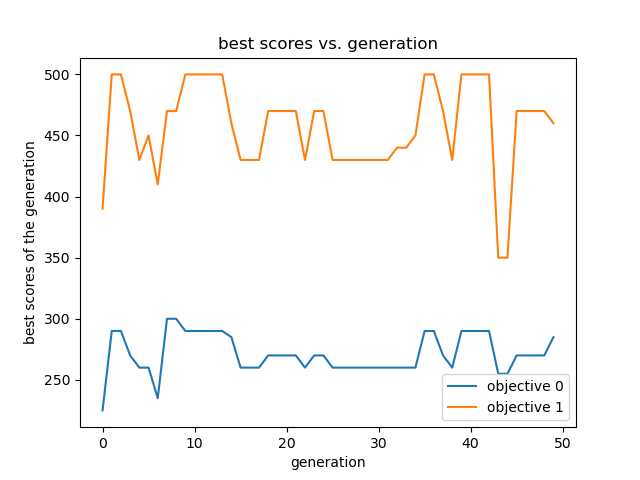 best scores vs. generation
best scores of the generation
500
450
400
350
300
250
0 10 20 30 40 50
generation
objective 0
objective 1